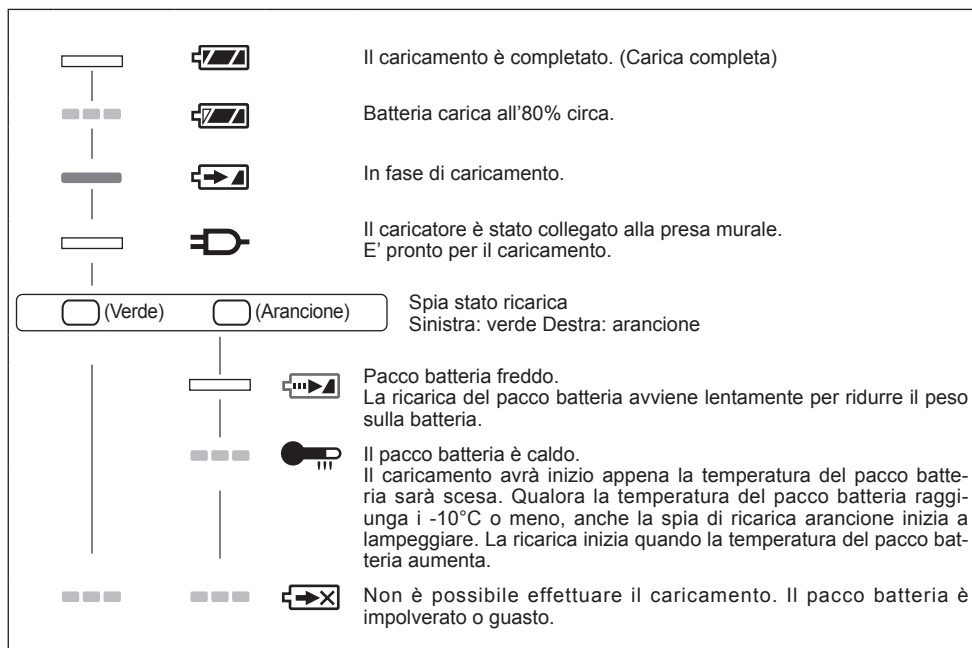 Il caricamento è completato. (Carica completa)
Batteria carica all'80% circa.
In fase di caricamento.
Il caricatore è stato collegato alla presa murale.
E' pronto per il caricamento.
(Verde) (Arancione)
Spia stato ricarica
Sinistra: verde Destra: arancione
Pacco batteria freddo.
La ricarica del pacco batteria avviene lentamente per ridurre il peso
sulla batteria.
Il pacco batteria è caldo.
Il caricamento avrà inizio appena la temperatura del pacco batte-
ria sarà scesa. Qualora la temperatura del pacco batteria raggi-
unga i -10°C o meno, anche la spia di ricarica arancione inizia a
lampeggiare. La ricarica inizia quando la temperatura del pacco bat-
teria aumenta.
Non è possibile effettuare il caricamento. Il pacco batteria è
impolverato o guasto.